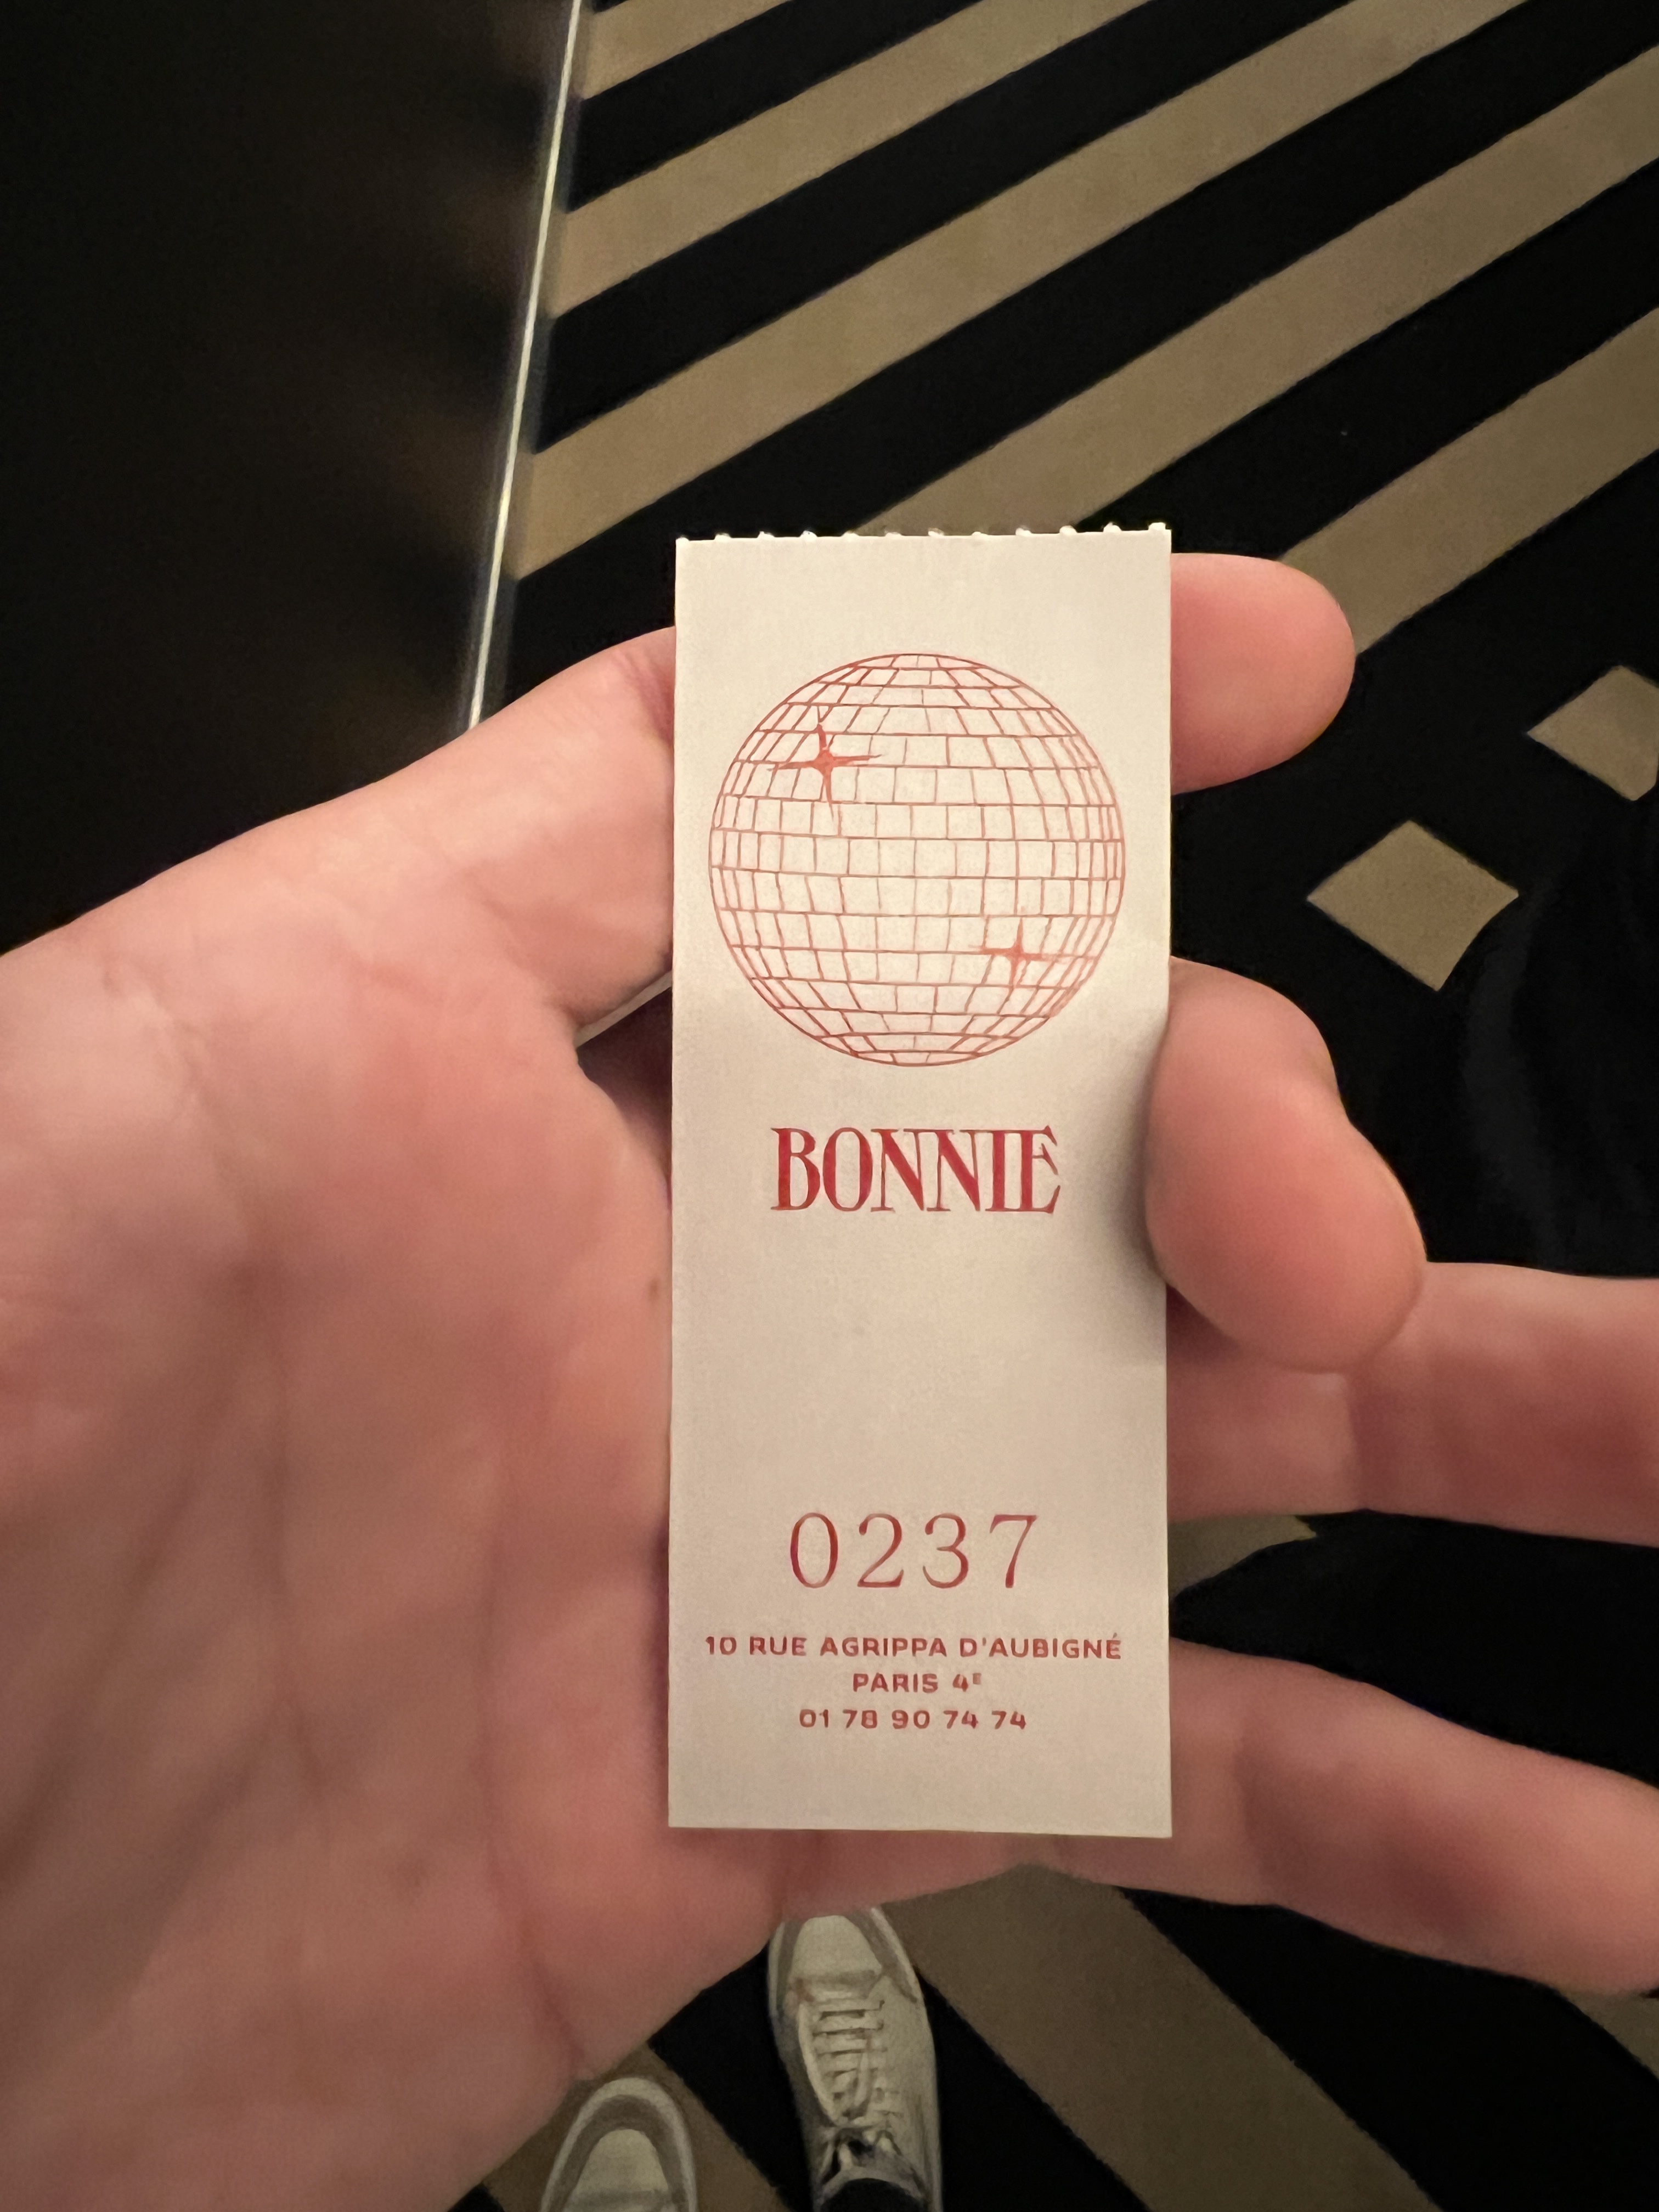 BONNIE
0237
10 RUE AGRIPPA D'AUBIGNÉ
PARIS 4ᴱ
01 78 90 74 74